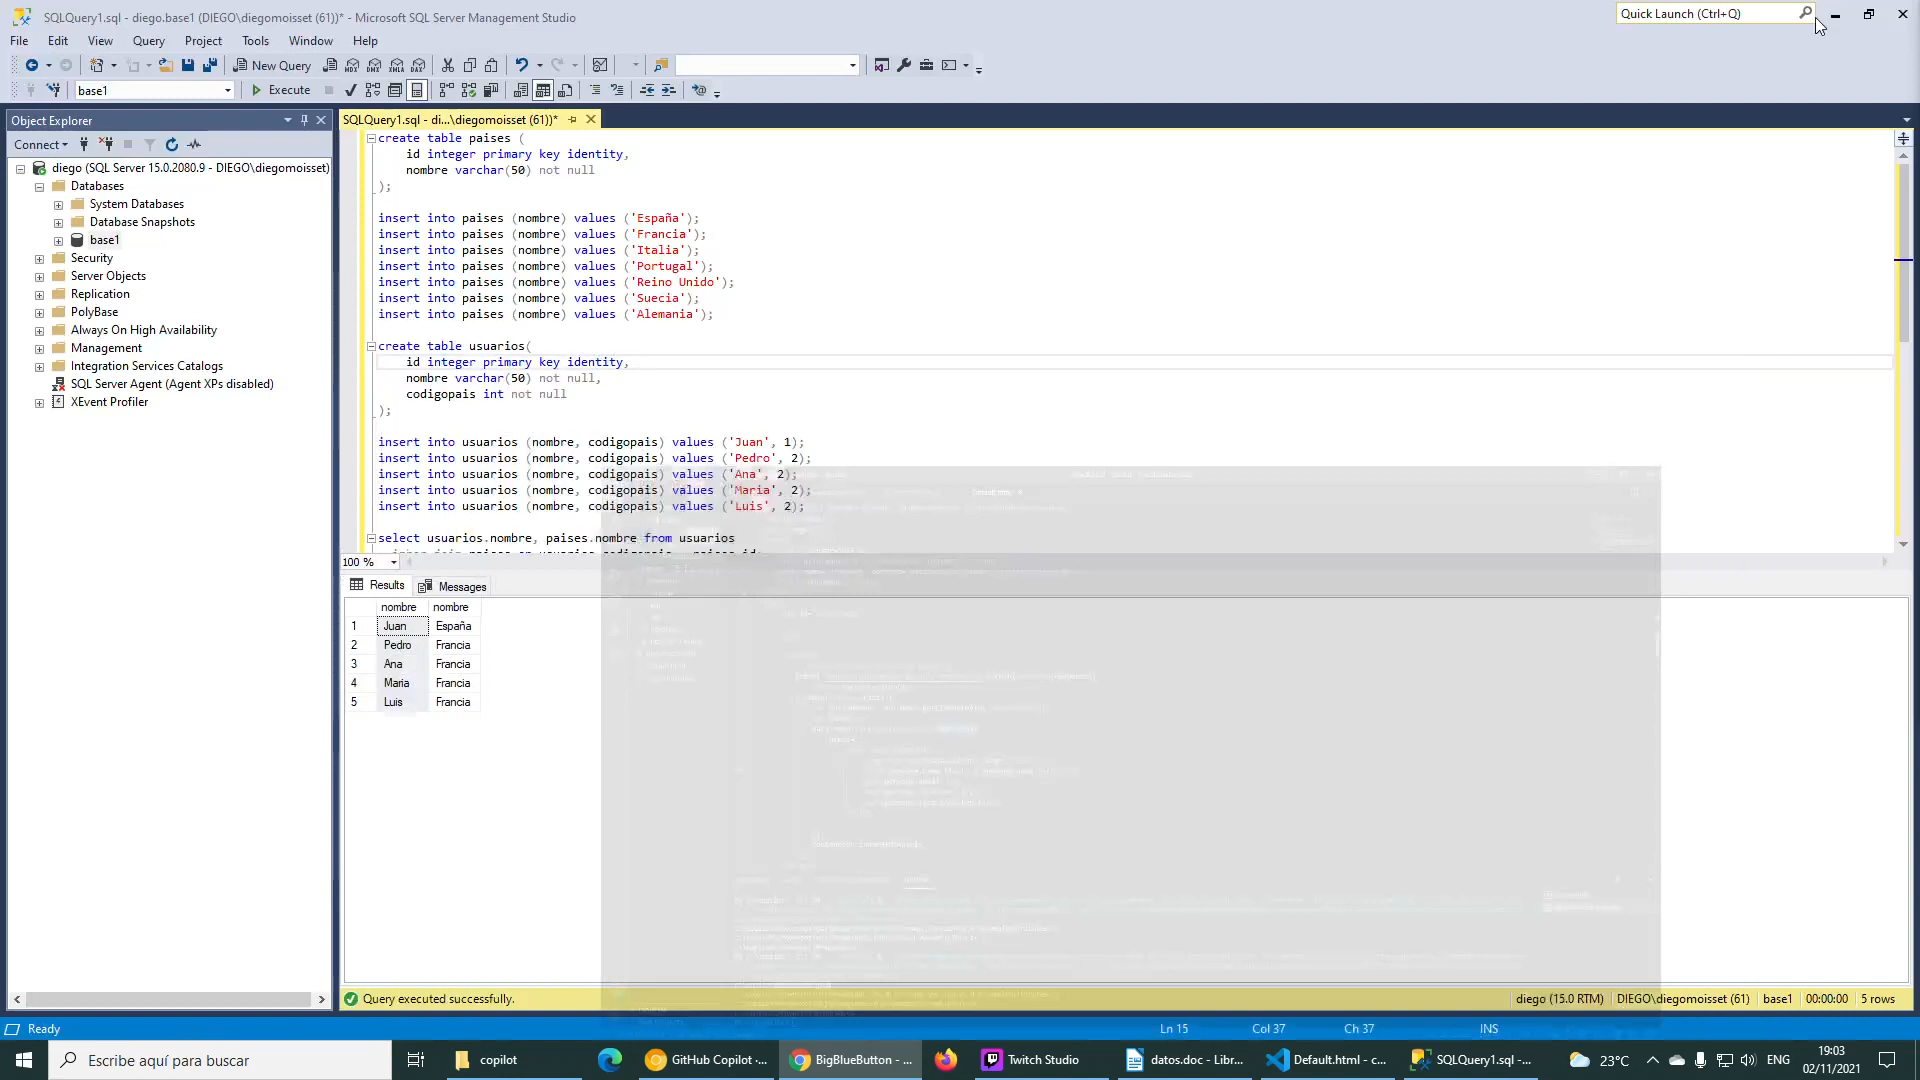 SQLQuery1.sql - diego.base1 (DIEGO\diegomoisset (61))* - Microsoft SQL Server Management Studio
Quick Launch (Ctrl+Q)
File Edit View Query Project Tools Window Help
New Query
base1
Execute
Object Explorer
SQLQuery1.sql - di...\diegomoisset (61))*
Connect
diego (SQL Server 15.0.2080.9 - DIEGO\diegomoisset)
Databases
System Databases
Database Snapshots
base1
Security
Server Objects
Replication
PolyBase
Always On High Availability
Management
Integration Services Catalogs
SQL Server Agent (Agent XPs disabled)
XEvent Profiler
create table paises (
id integer primary key identity,
nombre varchar(50) not null
);
insert into paises (nombre) values ('España');
insert into paises (nombre) values ('Francia');
insert into paises (nombre) values ('Italia');
insert into paises (nombre) values ('Portugal');
insert into paises (nombre) values ('Reino Unido');
insert into paises (nombre) values ('Suecia');
insert into paises (nombre) values ('Alemania');
create table usuarios(
id integer primary key identity,
nombre varchar(50) not null,
codigopais int not null
);
insert into usuarios (nombre, codigopais) values ('Juan', 1);
insert into usuarios (nombre, codigopais) values ('Pedro', 2);
insert into usuarios (nombre, codigopais) values ('Ana', 2);
insert into usuarios (nombre, codigopais) values ('Maria', 2);
insert into usuarios (nombre, codigopais) values ('Luis', 2);
select usuarios.nombre, paises.nombre from usuarios
100 %
Results Messages
nombre nombre
1 Juan España
2 Pedro Francia
3 Ana Francia
4 Maria Francia
5 Luis Francia
Query executed successfully.
diego (15.0 RTM) DIEGO\diegomoisset (61) base1 00:00:00 5 rows
Ready
Ln 15 Col 37 Ch 37 INS
Escribe aquí para buscar
copilot
GitHub Copilot ·...
BigBlueButton - ...
Twitch Studio
datos.doc - Libr...
Default.html - c...
SQLQuery1.sql -...
23°C
ENG
19:03
02/11/2021